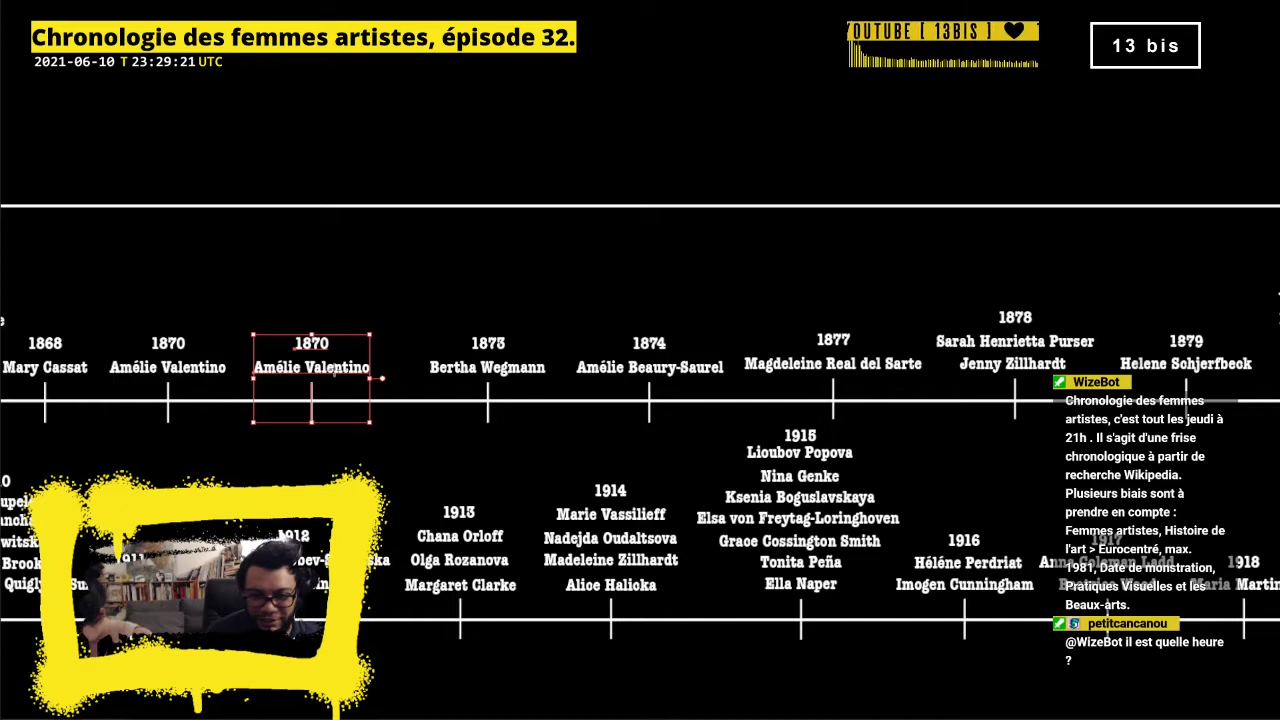 Chronologie des femmes artistes, épisode 32.
2021-06-10 T 23:29:21 UTC
OUTUBE [ 13BIS ]
13 bis
1878
1868
1870
1870
1873
1874
1877
Sarah Henrietta Purser
1879
Mary Cassat
Amélie Valentino
Amélie Valentino
Bertha Wegmann
Amélie Beaury-Saurel
Magdeleine Real del Sarte
Jenny Zillhardt
Helene Schjerfbeck
WizeBot
Chronologie des femmes
artistes, c'est tout les jeudi à
21h . Il s'agit d'une frise
chronologique à partir de
recherche Wikipedia.
Plusieurs biais sont à
prendre en compte :
Femmes artistes, Histoire de
l'art > Eurocentré, max.
1981, Date de monstration,
Pratiques Visuelles et les
Beaux-arts.
petitcancanou
@WizeBot il est quelle heure
?
1912
1913
Chana Orloff
Olga Rozanova
Margaret Clarke
1914
Marie Vassilieff
Nadejda Oudaltsova
Madeleine Zillhardt
Alice Halicka
1915
Lioubov Popova
Nina Genke
Ksenia Boguslavskaya
Elsa von Freytag-Loringhoven
Grace Cossington Smith
Tonita Peña
Ella Naper
1916
Héléne Perdriat
Imogen Cunningham
1917
Anna Coleman Ladd
1918
Maria Martin